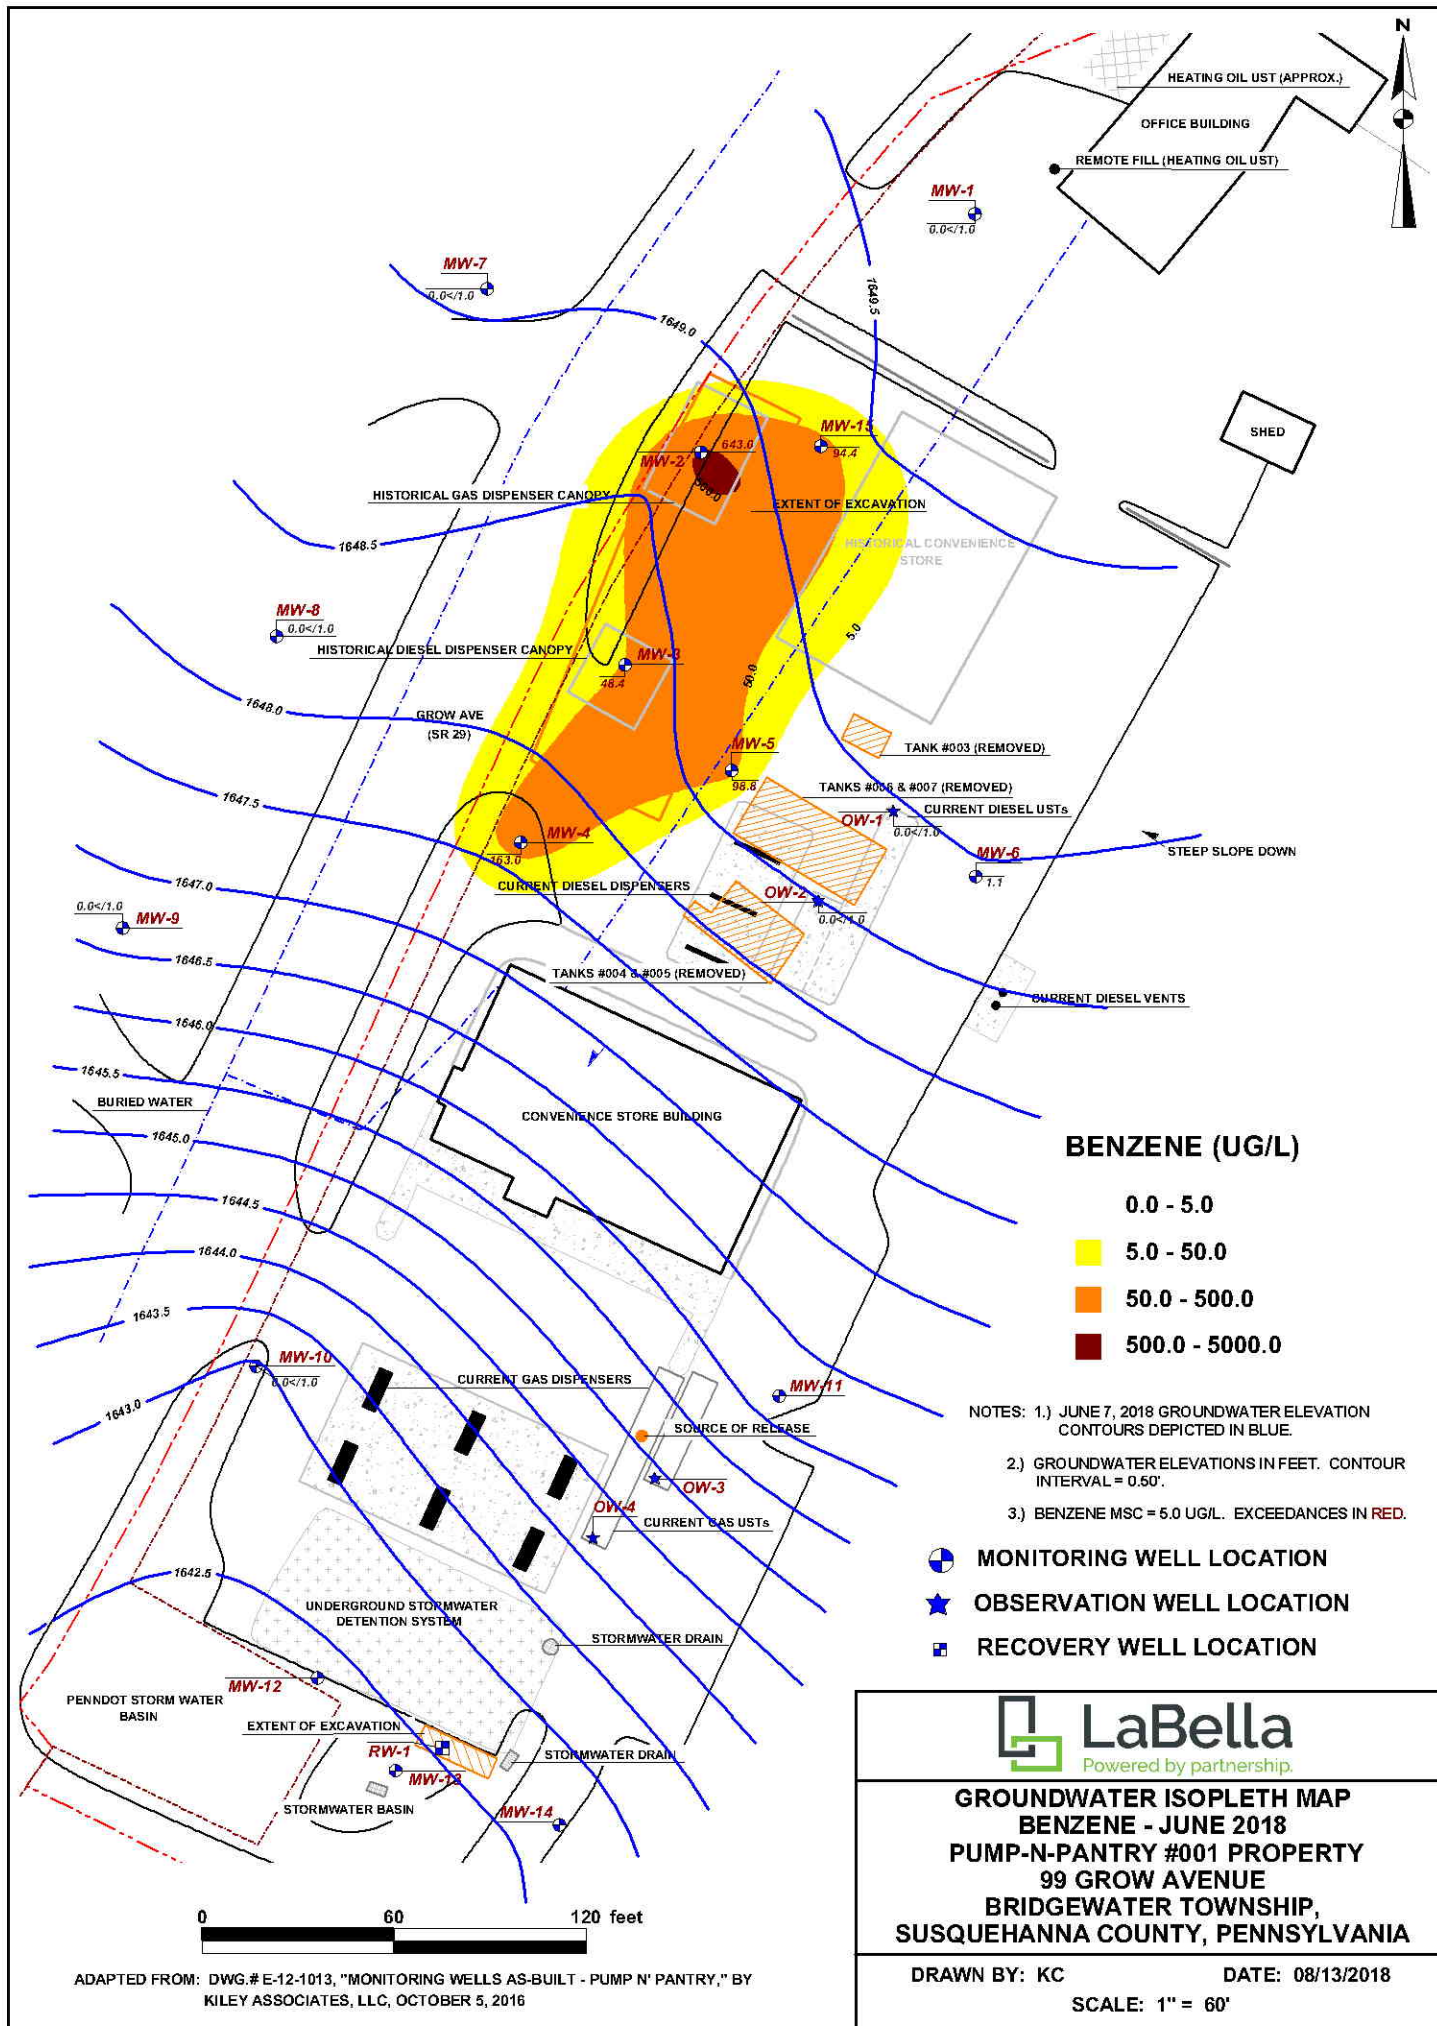 N
HEATING OIL UST (APPROX.)
OFFICE BUILDING
REMOTE FILL (HEATING OIL UST)
MW-1
0.0</1.0
MW-7
0.0</1.0
1649.5
1649.0
SHED
MW-15
94.4
643.0
MW-2
500.0
HISTORICAL GAS DISPENSER CANOPY
EXTENT OF EXCAVATION
HISTORICAL CONVENIENCE
STORE
1648.5
MW-8
0.0</1.0
5.0
HISTORICAL DIESEL DISPENSER CANOPY
MW-3
48.4
50.0
1648.0
GROW AVE
(SR 29)
MW-5
98.8
TANK #003 (REMOVED)
TANKS #006 & #007 (REMOVED)
1647.5
CURRENT DIESEL USTs
OW-1
0.0</1.0
MW-4
163.0
STEEP SLOPE DOWN
MW-6
1.1
1647.0
CURRENT DIESEL DISPENSERS
OW-2
0.0</1.0
0.0</1.0
MW-9
1646.5
TANKS #004 & #005 (REMOVED)
CURRENT DIESEL VENTS
1646.0
1645.5
BURIED WATER
CONVENIENCE STORE BUILDING
1645.0
1644.5
1644.0
1643.5
MW-10
0.0</1.0
CURRENT GAS DISPENSERS
MW-11
1643.0
SOURCE OF RELEASE
OW-3
OW-4
CURRENT GAS USTs
1642.5
UNDERGROUND STORMWATER
DETENTION SYSTEM
STORMWATER DRAIN
MW-12
PENNDOT STORM WATER
BASIN
EXTENT OF EXCAVATION
RW-1
STORMWATER DRAIN
MW-13
STORMWATER BASIN
MW-14
BENZENE (UG/L)
0.0 - 5.0
5.0 - 50.0
50.0 - 500.0
500.0 - 5000.0
NOTES: 1.) JUNE 7, 2018 GROUNDWATER ELEVATION
CONTOURS DEPICTED IN BLUE.
2.) GROUNDWATER ELEVATIONS IN FEET. CONTOUR
INTERVAL = 0.50'.
3.) BENZENE MSC = 5.0 UG/L. EXCEEDANCES IN RED.
MONITORING WELL LOCATION
OBSERVATION WELL LOCATION
RECOVERY WELL LOCATION
LaBella
Powered by partnership.
GROUNDWATER ISOPLETH MAP
BENZENE - JUNE 2018
PUMP-N-PANTRY #001 PROPERTY
99 GROW AVENUE
BRIDGEWATER TOWNSHIP,
SUSQUEHANNA COUNTY, PENNSYLVANIA
DRAWN BY: KC DATE: 08/13/2018
SCALE: 1" = 60'
0 60 120 feet
ADAPTED FROM: DWG.# E-12-1013, "MONITORING WELLS AS-BUILT - PUMP N' PANTRY," BY
KILEY ASSOCIATES, LLC, OCTOBER 5, 2016